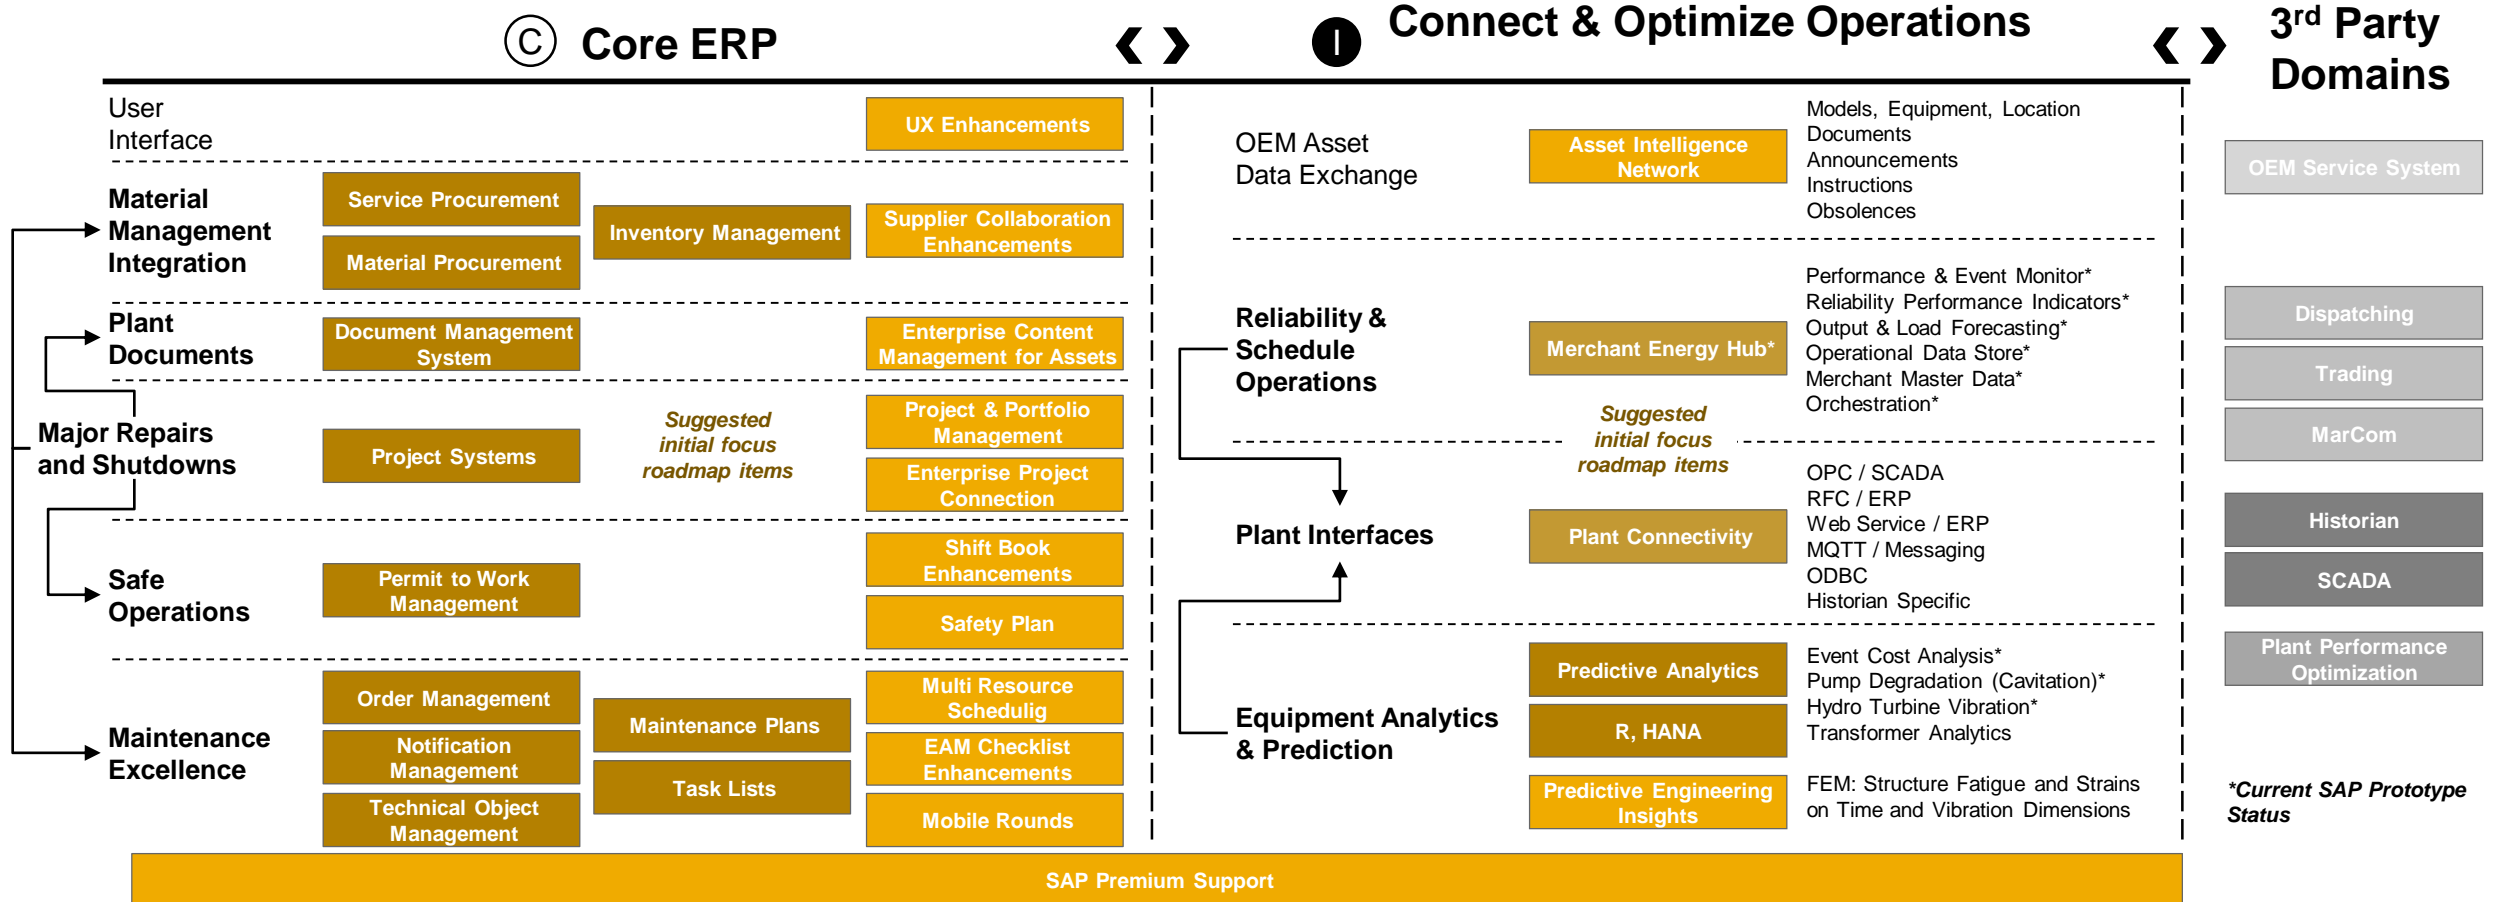 C Core ERP
❮ ❯
I Connect & Optimize Operations
❮ ❯
3rd Party
Domains
User
Interface
UX Enhancements
Material
Management
Integration
Service Procurement
Material Procurement
Inventory Management
Supplier Collaboration
Enhancements
Plant
Documents
Document Management
System
Enterprise Content
Management for Assets
Major Repairs
and Shutdowns
Project Systems
Suggested
initial focus
roadmap items
Project & Portfolio
Management
Enterprise Project
Connection
Safe
Operations
Permit to Work
Management
Shift Book
Enhancements
Safety Plan
Maintenance
Excellence
Order Management
Notification
Management
Technical Object
Management
Maintenance Plans
Task Lists
Multi Resource
Schedulig
EAM Checklist
Enhancements
Mobile Rounds
OEM Asset
Data Exchange
Asset Intelligence
Network
Models, Equipment, Location
Documents
Announcements
Instructions
Obsolences
Reliability &
Schedule
Operations
Merchant Energy Hub*
Performance & Event Monitor*
Reliability Performance Indicators*
Output & Load Forecasting*
Operational Data Store*
Merchant Master Data*
Orchestration*
Suggested
initial focus
roadmap items
Plant Interfaces
Plant Connectivity
OPC / SCADA
RFC / ERP
Web Service / ERP
MQTT / Messaging
ODBC
Historian Specific
Equipment Analytics
& Prediction
Predictive Analytics
R, HANA
Event Cost Analysis*
Pump Degradation (Cavitation)*
Hydro Turbine Vibration*
Transformer Analytics
Predictive Engineering
Insights
FEM: Structure Fatigue and Strains
on Time and Vibration Dimensions
OEM Service System
Dispatching
Trading
MarCom
Historian
SCADA
Plant Performance
Optimization
*Current SAP Prototype
Status
SAP Premium Support